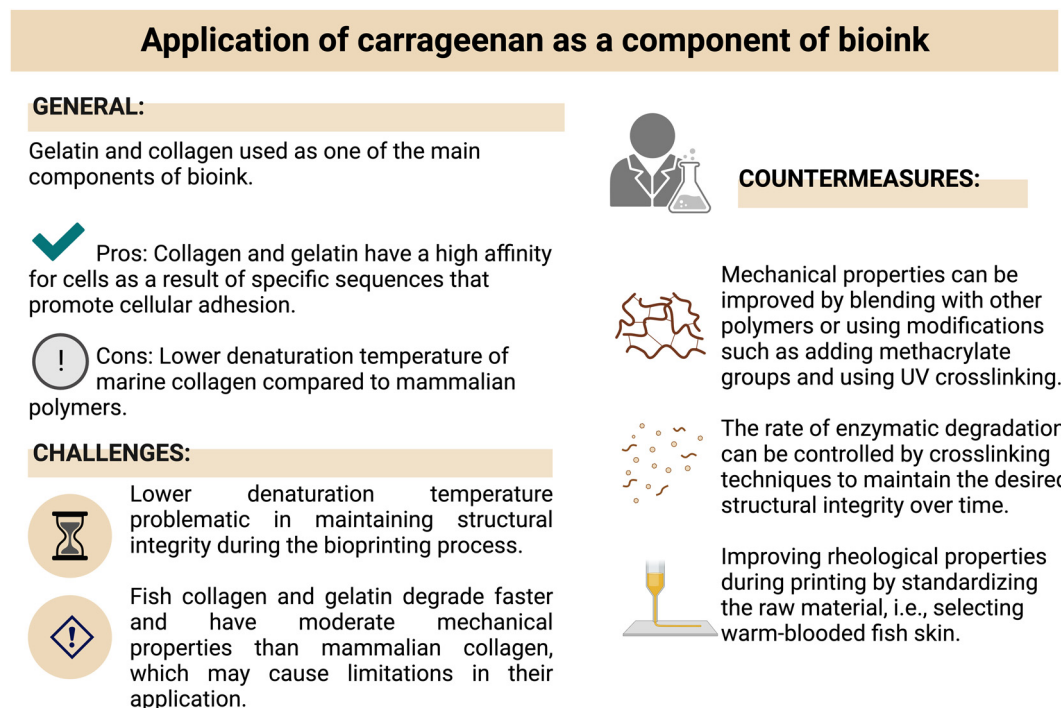 Application of carrageenan as a component of bioink
GENERAL:
Gelatin and collagen used as one of the main
components of bioink.
Pros: Collagen and gelatin have a high affinity
for cells as a result of specific sequences that
promote cellular adhesion.
!
Cons: Lower denaturation temperature of
marine collagen compared to mammalian
polymers.
CHALLENGES:
Lower denaturation temperature
problematic in maintaining structural
integrity during the bioprinting process.
!
Fish collagen and gelatin degrade faster
and have moderate mechanical
properties than mammalian collagen,
which may cause limitations in their
application.
COUNTERMEASURES:
Mechanical properties can be
improved by blending with other
polymers or using modifications
such as adding methacrylate
groups and using UV crosslinking.
The rate of enzymatic degradation
can be controlled by crosslinking
techniques to maintain the desired
structural integrity over time.
Improving rheological properties
during printing by standardizing
the raw material, i.e., selecting
warm-blooded fish skin.